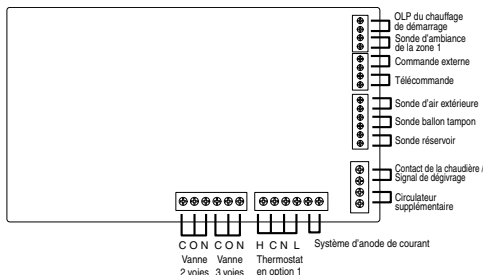 OLP du chauffage
de démarrage
Sonde d'ambiance
de la zone 1
Commande externe
Télécommande
Sonde d'air extérieure
Sonde ballon tampon
Sonde réservoir
Contact de la chaudière /
Signal de dégivrage
Circulateur
supplémentaire
C O N C O N H C N L Système d'anode de courant
Vanne Vanne Thermostat
2 voies 3 voies en option 1